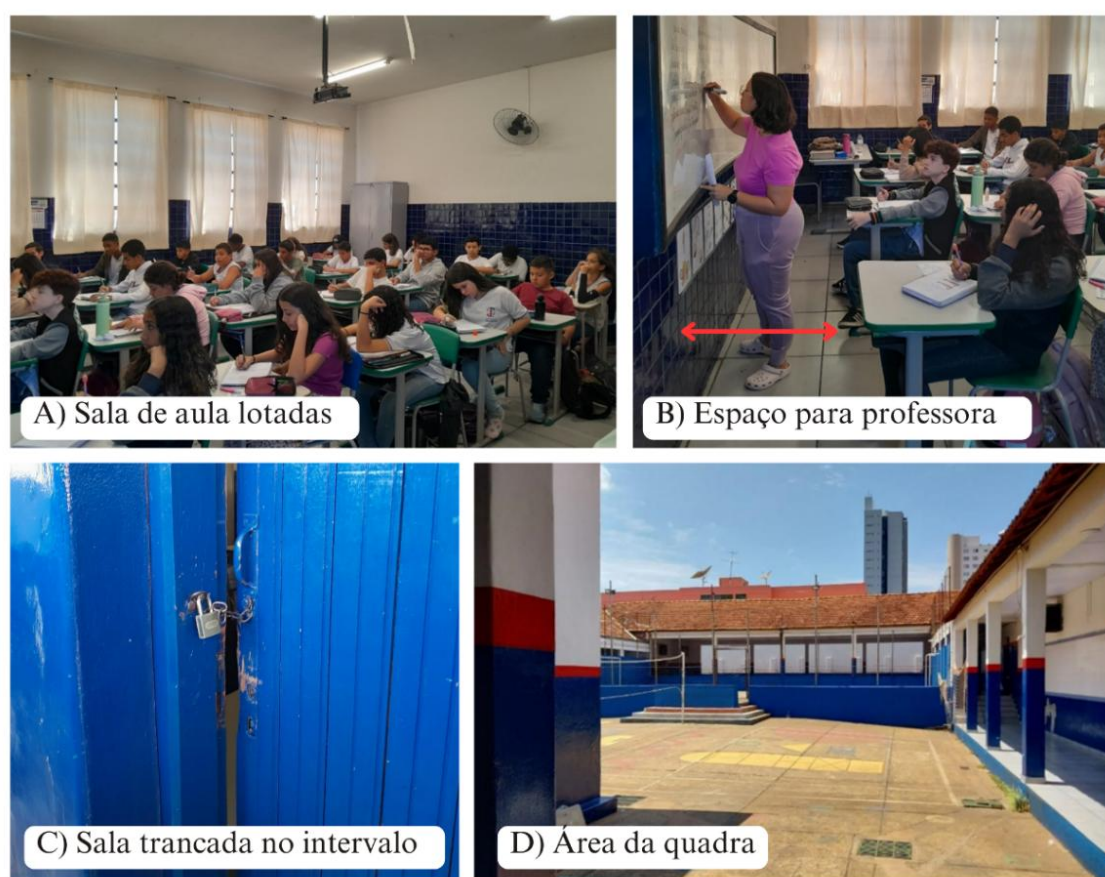 A) Sala de aula lotadas
B) Espaço para professora
C) Sala trancada no intervalo
D) Área da quadra